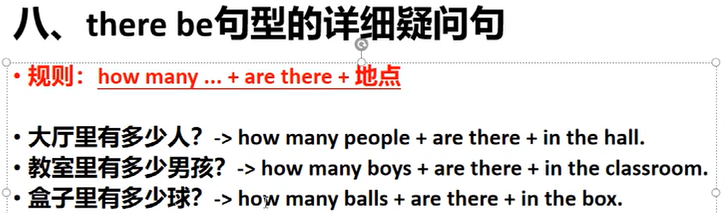 八、there be句型的详细疑问句
• 规则：how many ... + are there + 地点
• 大厅里有多少人？-> how many people + are there + in the hall.
• 教室里有多少男孩？-> how many boys + are there + in the classroom.
• 盒子里有多少球？-> how many balls + are there + in the box.